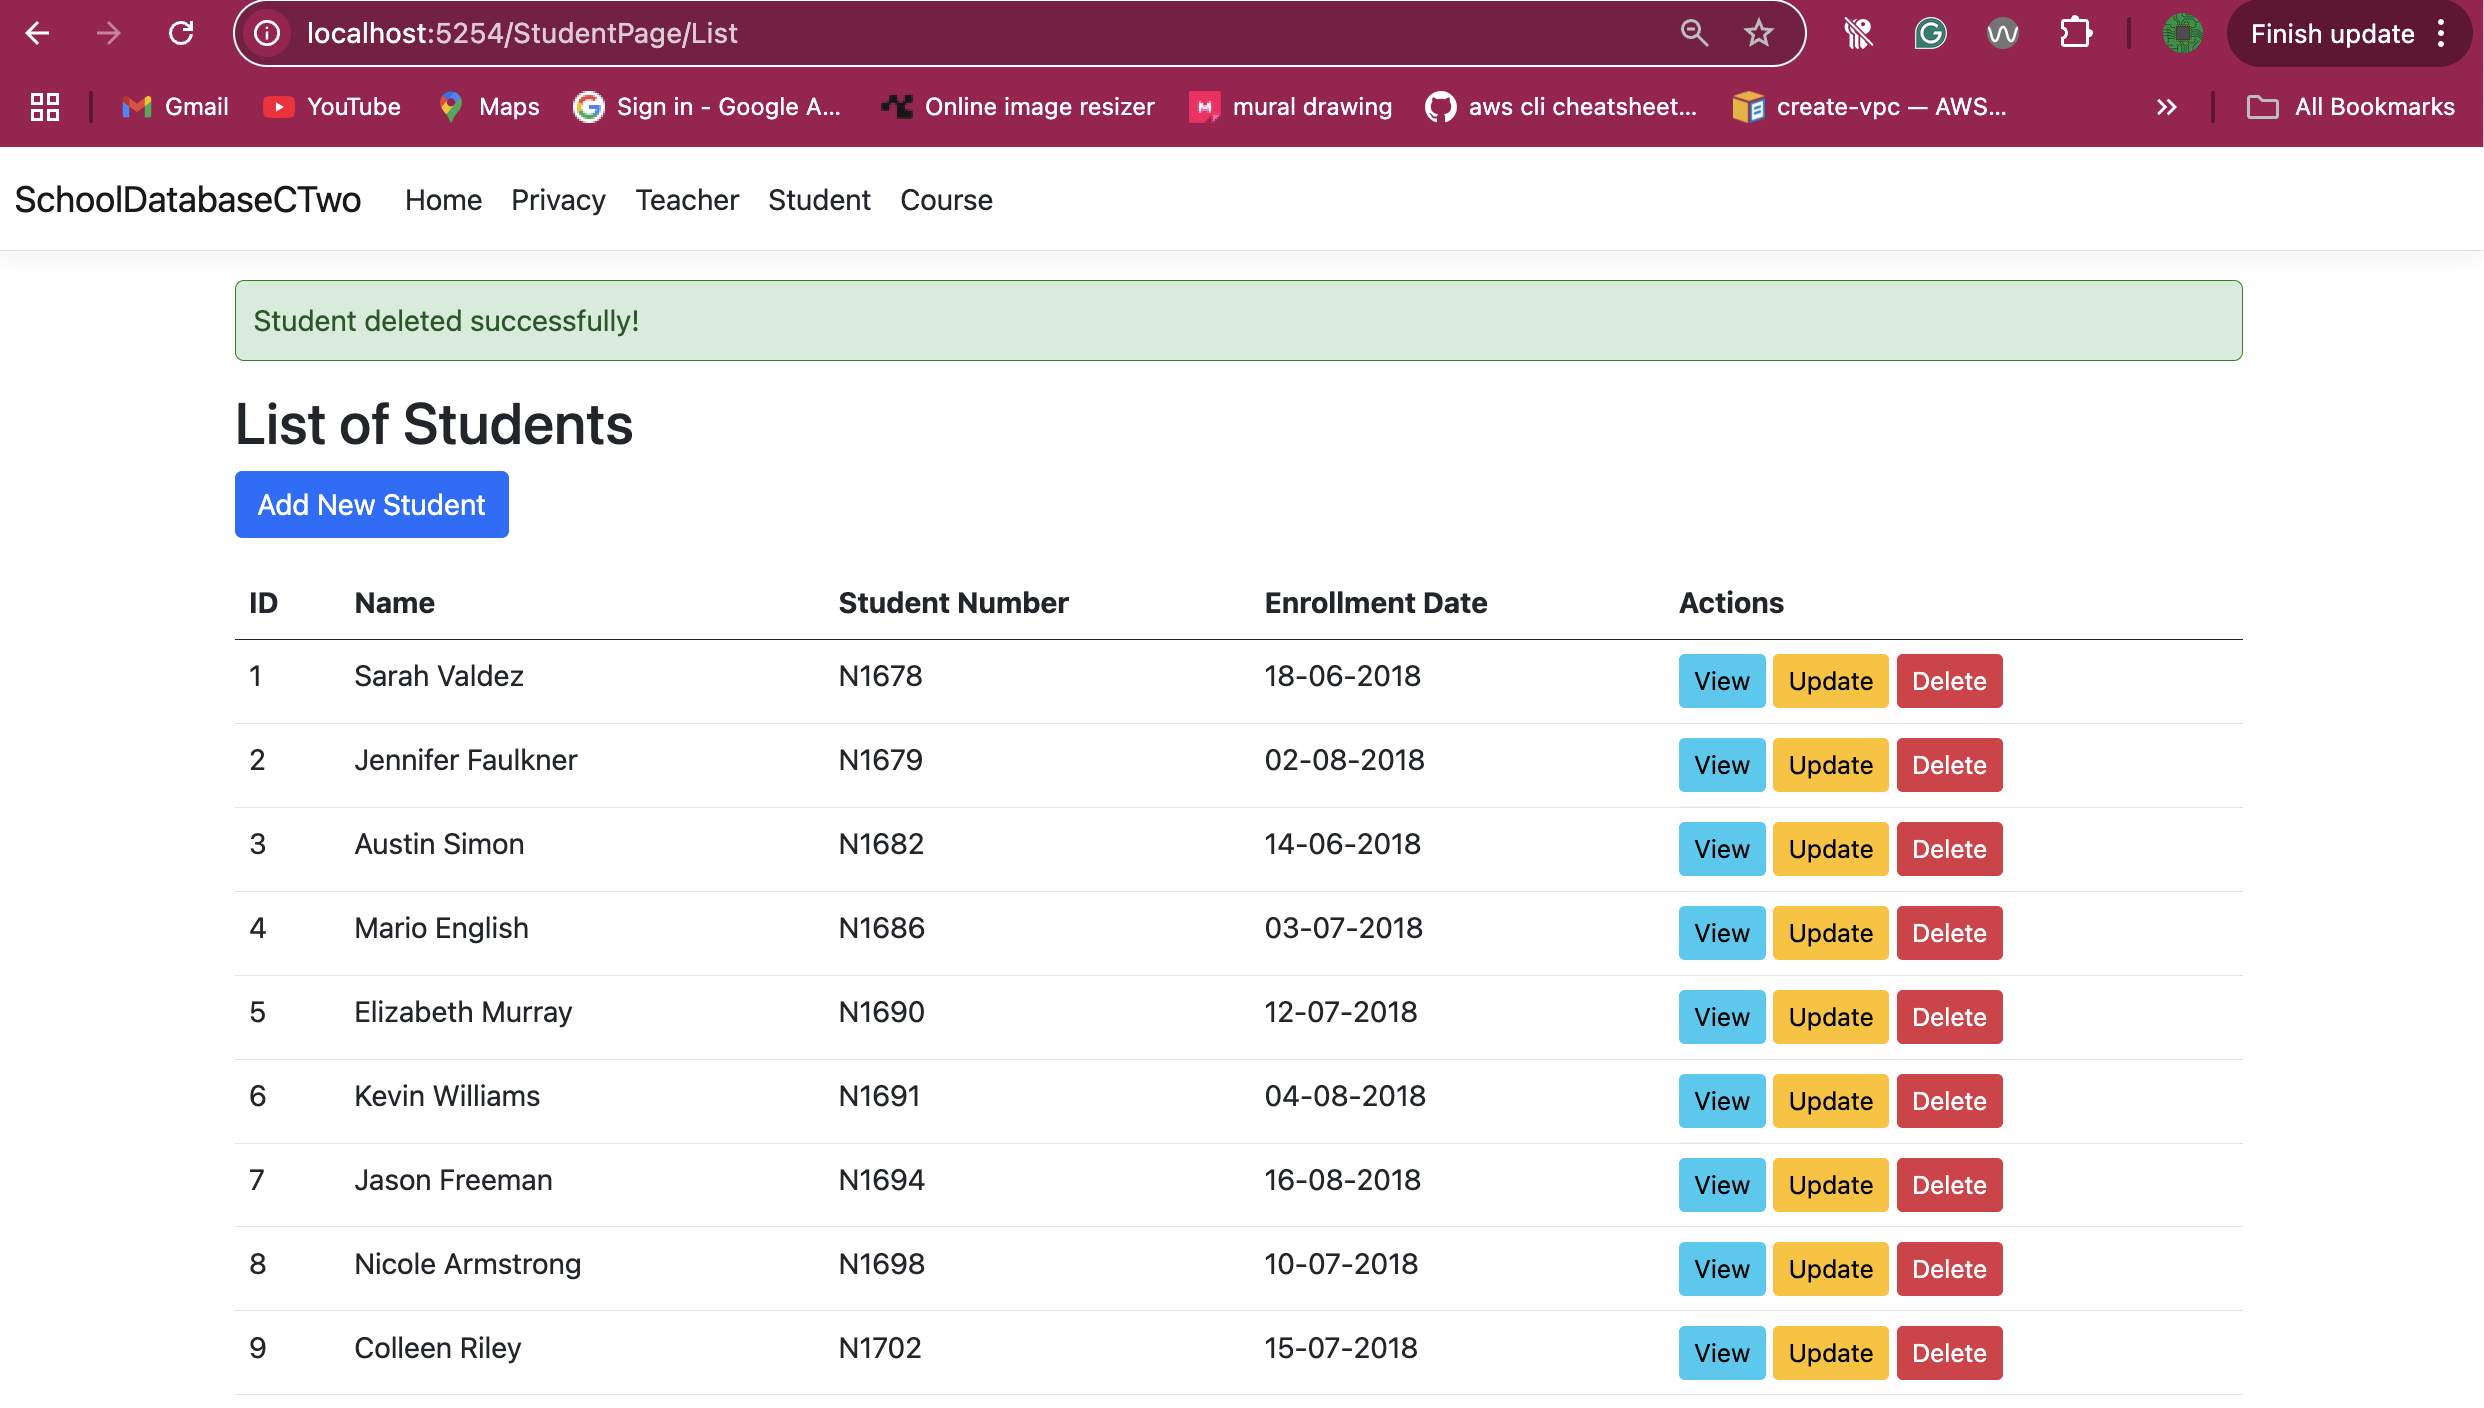 localhost:5254/StudentPage/List Finish update
Gmail YouTube Maps Sign in - Google A... Online image resizer mural drawing aws cli cheatsheet... create-vpc — AWS... All Bookmarks
SchoolDatabaseCTwo Home Privacy Teacher Student Course
Student deleted successfully!
List of Students
Add New Student
ID Name Student Number Enrollment Date Actions
1 Sarah Valdez N1678 18-06-2018 View Update Delete
2 Jennifer Faulkner N1679 02-08-2018 View Update Delete
3 Austin Simon N1682 14-06-2018 View Update Delete
4 Mario English N1686 03-07-2018 View Update Delete
5 Elizabeth Murray N1690 12-07-2018 View Update Delete
6 Kevin Williams N1691 04-08-2018 View Update Delete
7 Jason Freeman N1694 16-08-2018 View Update Delete
8 Nicole Armstrong N1698 10-07-2018 View Update Delete
9 Colleen Riley N1702 15-07-2018 View Update Delete